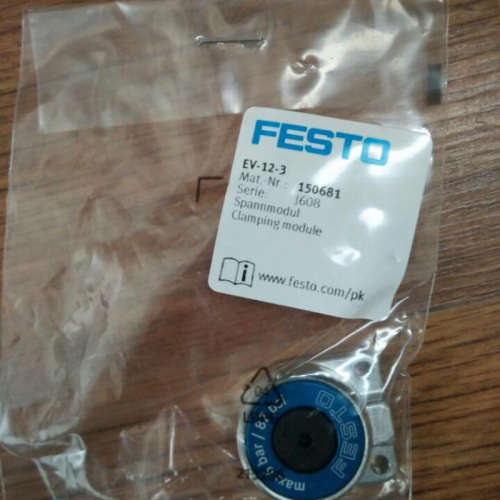 FESTO
EV-12-3
Mat.-Nr.: 150681
Serie: J608
Spannmodul
Clamping module
i www.festo.com/pk
FESTO
max. 6 bar / 87 psi